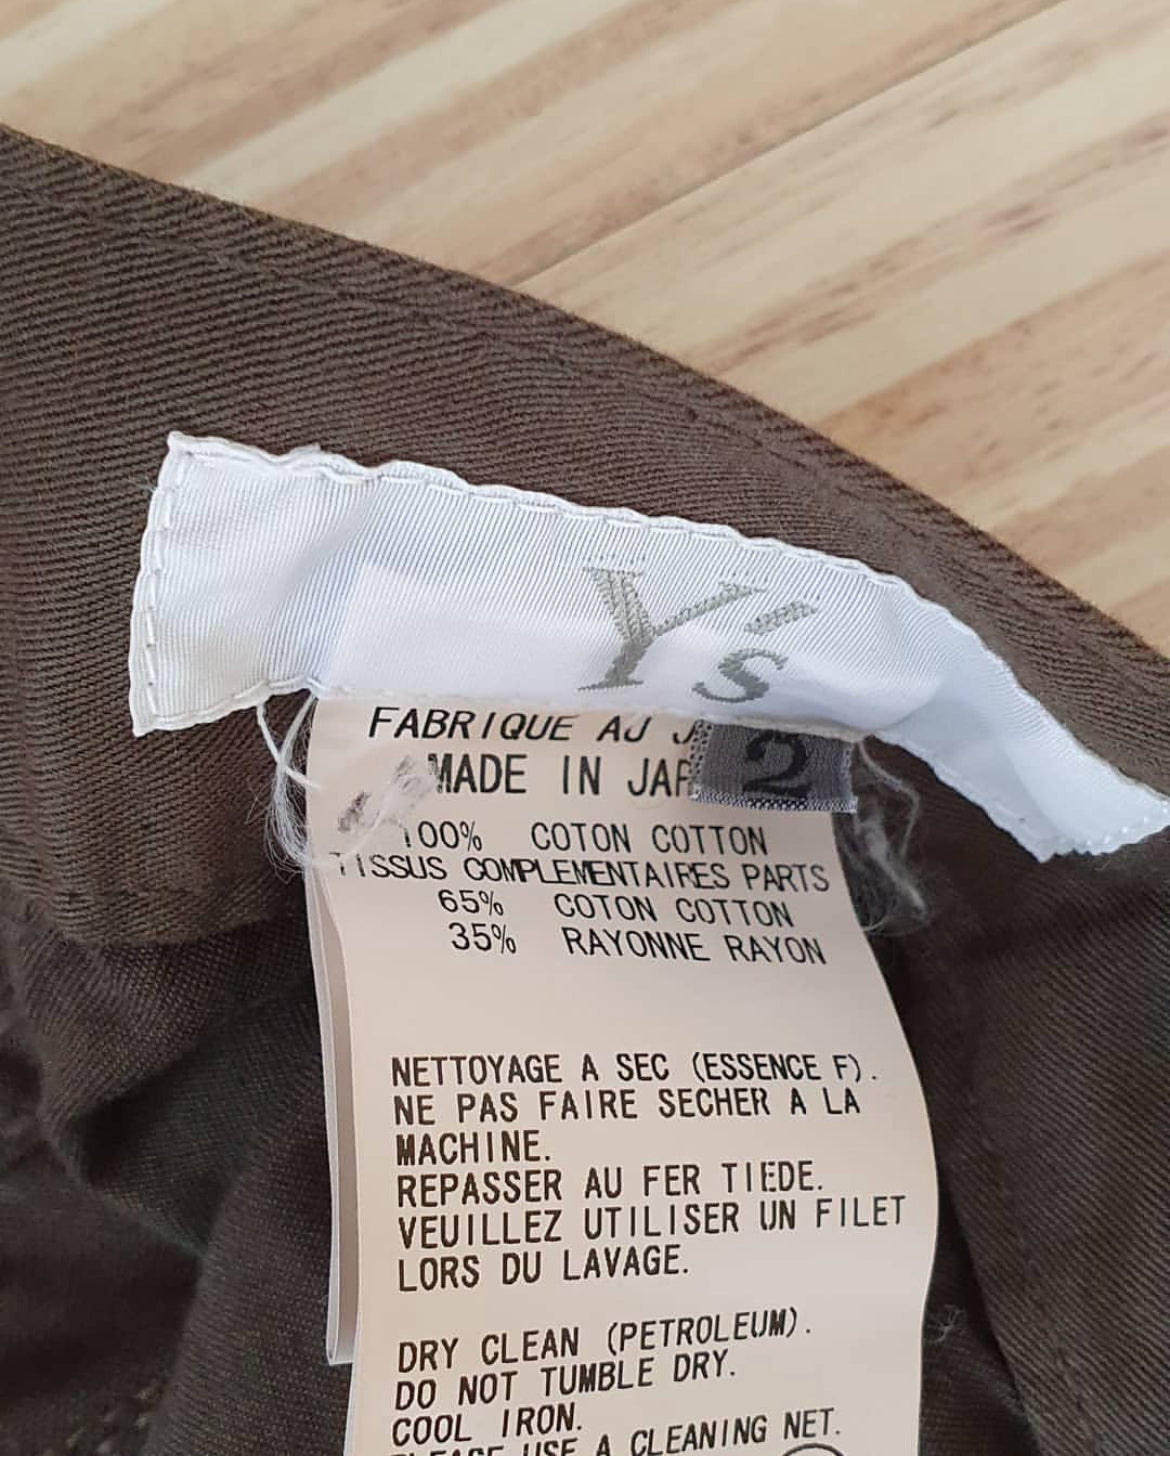 Y's
FABRIQUE AU
2
MADE IN
100% COTON COTTON
TISSUS COMPLEMENTAIRES PARTS
65% COTON COTTON
35% RAYONNE RAYON
NETTOYAGE A SEC (ESSENCE F).
NE PAS FAIRE SECHER A LA
MACHINE.
REPASSER AU FER TIEDE.
VEUILLEZ UTILISER UN FILET
LORS DU LAVAGE.
DRY CLEAN (PETROLEUM).
DO NOT TUMBLE DRY.
COOL IRON.
PLEASE USE A CLEANING NET.